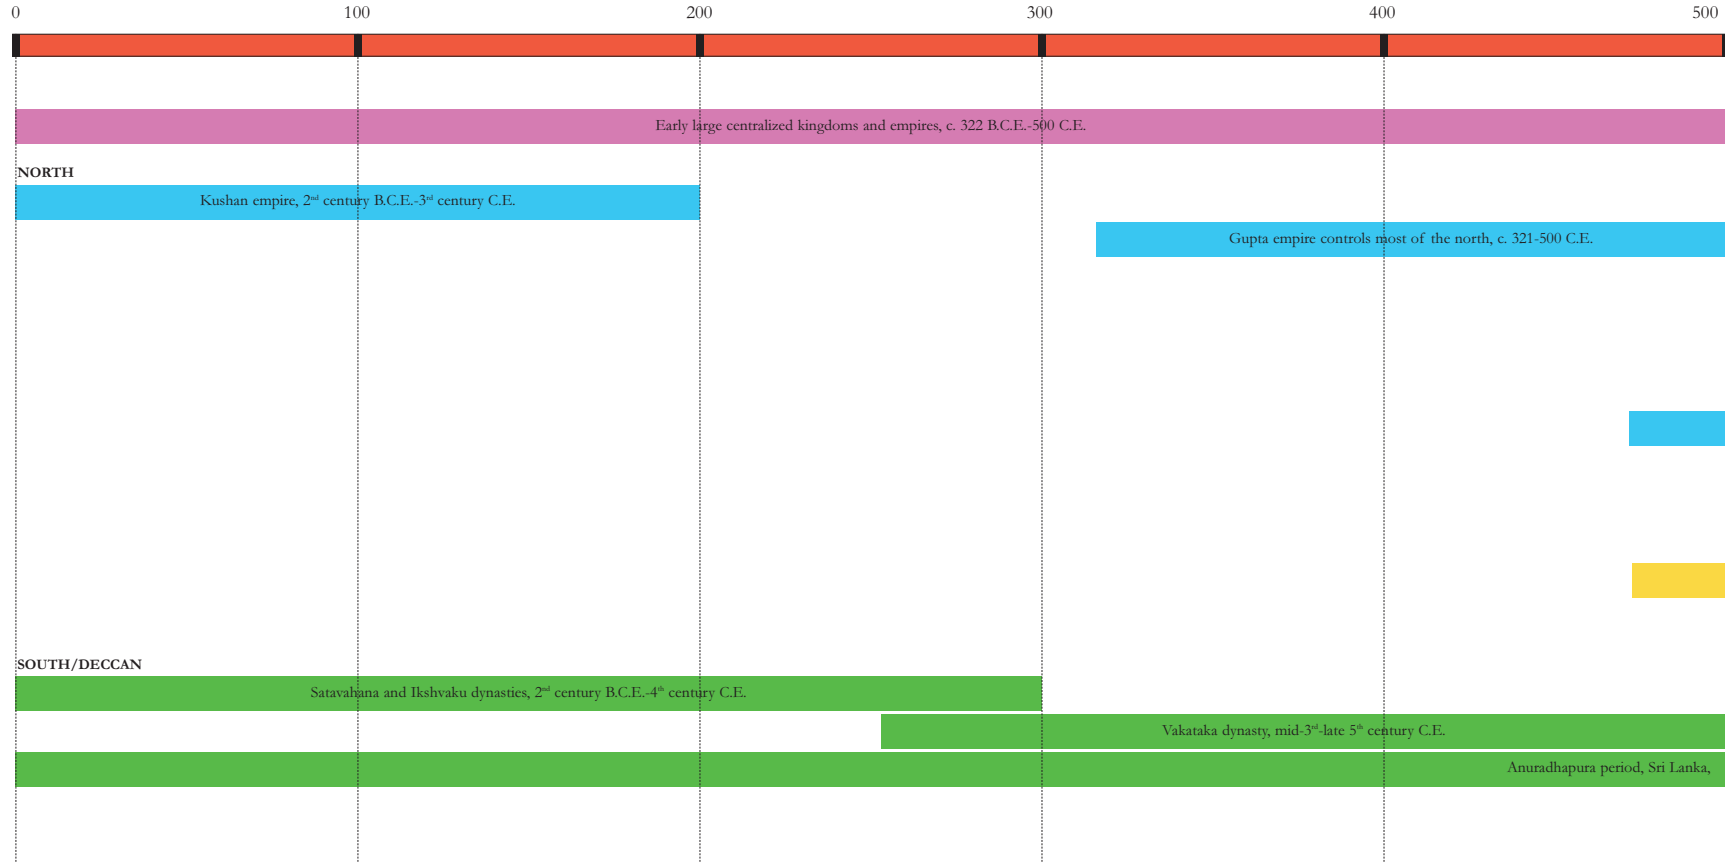 0 100 200 300 400 500
Early large centralized kingdoms and empires, c. 322 B.C.E.-500 C.E.
NORTH
Kushan empire, 2nd century B.C.E.-3rd century C.E.
Gupta empire controls most of the north, c. 321-500 C.E.
SOUTH/DECCAN
Satavahana and Ikshvaku dynasties, 2nd century B.C.E.-4th century C.E.
Vakataka dynasty, mid-3rd-late 5th century C.E.
Anuradhapura period, Sri Lanka,